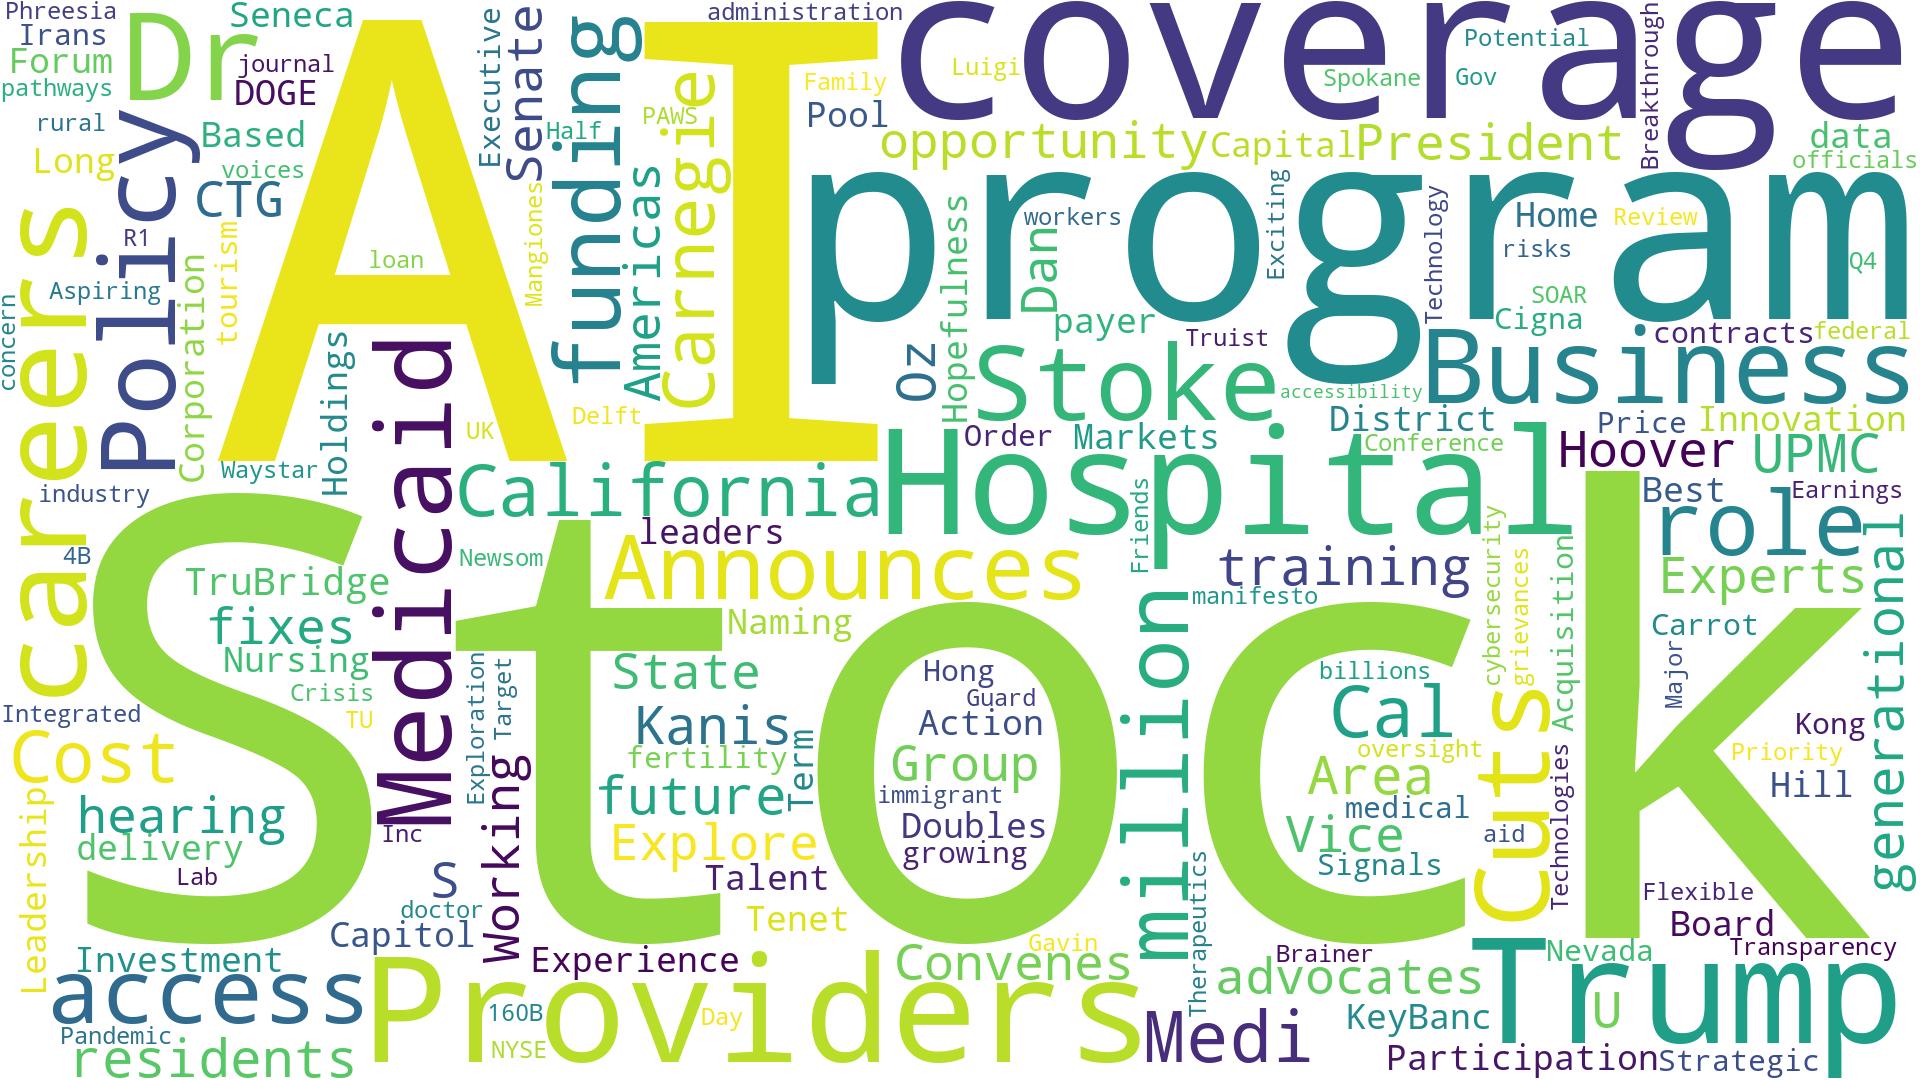 Phreesia
Irans
Forum
pathways
Dr
Seneca
journal
DOGE
rural
Based
Long
voices
Policy
CTG
AI
Executive
Senate
funding
Half
PAWS
Americas
Carnegie
administration
Family
Pool
coverage
Luigi
Spokane
Potential
Gov
Breakthrough
opportunity
Capital
President
data
officials
program
workers
Dan
Hopefulness
Exciting
Technology
Home
Review
risks
Q4
SOAR
Cigna
payer
Truist
contracts
federal
R1
Aspiring
tourism
loan
Mangiones
Corporation
concern
careers
Holdings
Medicaid
UK
Delft
Oz
Stoke
accessibility
Business
District
Price
Innovation
Order
Markets
Conference
Hoover
UPMC
Waystar
industry
California
Hospital
Best
Earnings
leaders
role
4B
Newsom
Announces
Friends
training
Experts
TruBridge
manifesto
fixes
Naming
cybersecurity
grievances
Acquisition
Carrot
generational
Nursing
State
Hong
billions
Major
Crisis
Stock
Exploration
Target
Guard
million
Cal
Cuts
Integrated
TU
Kanis
Action
Kong
Cost
fertility
Term
Group
oversight
Area
Priority
Hill
hearing
future
immigrant
medical
Technologies
delivery
Inc
Working
Explore
Doubles
growing
Vice
aid
Leadership
Lab
S
Talent
Signals
Flexible
doctor
Tenet
Therapeutics
Board
Capitol
Gavin
Brainer
Nevada
Transparency
Investment
Experience
Convenes
advocates
Trump
access
Providers
160B
Day
KeyBanc
U
Pandemic
NYSE
Medi
residents
Participation
Strategic